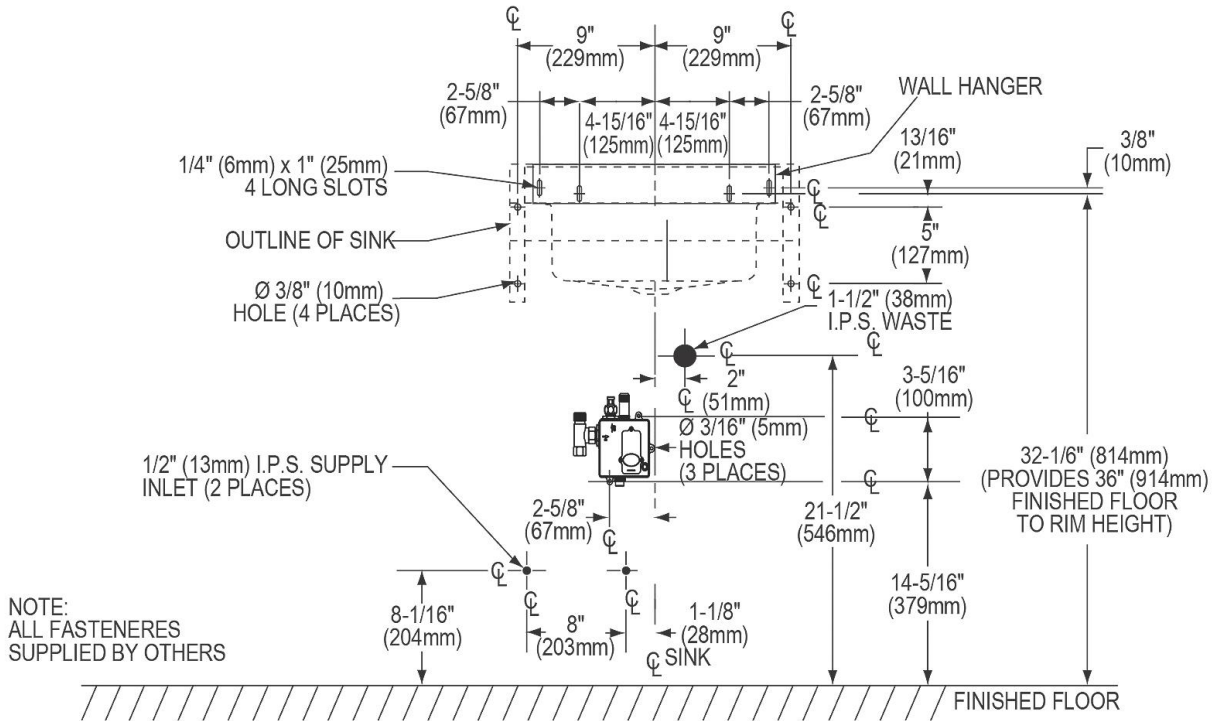 ℄
℄
9"
(229mm)
9"
(229mm)
2-5/8"
(67mm)
4-15/16"
(125mm)
4-15/16"
(125mm)
2-5/8"
(67mm)
WALL HANGER
13/16"
(21mm)
3/8"
(10mm)
1/4" (6mm) x 1" (25mm)
4 LONG SLOTS
℄
℄
OUTLINE OF SINK
5"
(127mm)
Ø 3/8" (10mm)
HOLE (4 PLACES)
℄
1-1/2" (38mm)
I.P.S. WASTE
℄
℄
2"
(51mm)
℄
3-5/16"
(100mm)
℄
Ø 3/16" (5mm)
HOLES
(3 PLACES)
1/2" (13mm) I.P.S. SUPPLY
INLET (2 PLACES)
℄
32-1/6" (814mm)
(PROVIDES 36" (914mm)
FINISHED FLOOR
TO RIM HEIGHT)
2-5/8"
(67mm)
℄
21-1/2"
(546mm)
℄
℄
℄
14-5/16"
(379mm)
NOTE:
ALL FASTENERES
SUPPLIED BY OTHERS
8-1/16"
(204mm)
8"
(203mm)
1-1/8"
(28mm)
℄ SINK
FINISHED FLOOR